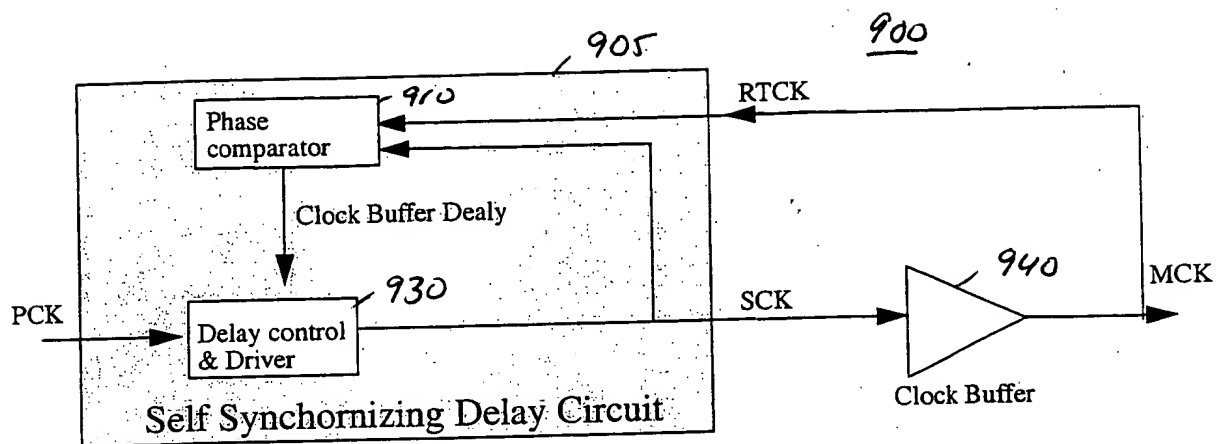 900
905
910
RTCK
Phase
comparator
Clock Buffer Dealy
930
940
MCK
PCK
SCK
Delay control
& Driver
Clock Buffer
Self Synchornizing Delay Circuit